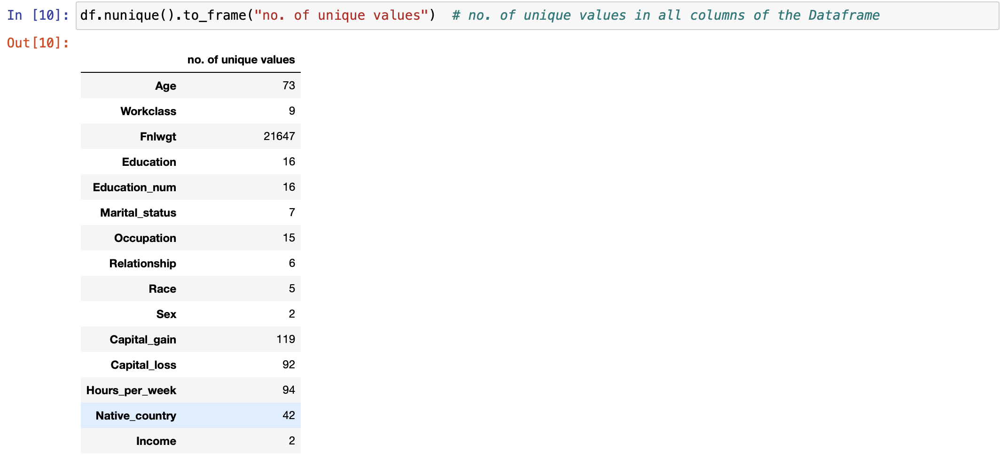 In [10]: df.nunique().to_frame("no. of unique values")  # no. of unique values in all columns of the Dataframe
Out[10]:
no. of unique values
Age 73
Workclass 9
Fnlwgt 21647
Education 16
Education_num 16
Marital_status 7
Occupation 15
Relationship 6
Race 5
Sex 2
Capital_gain 119
Capital_loss 92
Hours_per_week 94
Native_country 42
Income 2